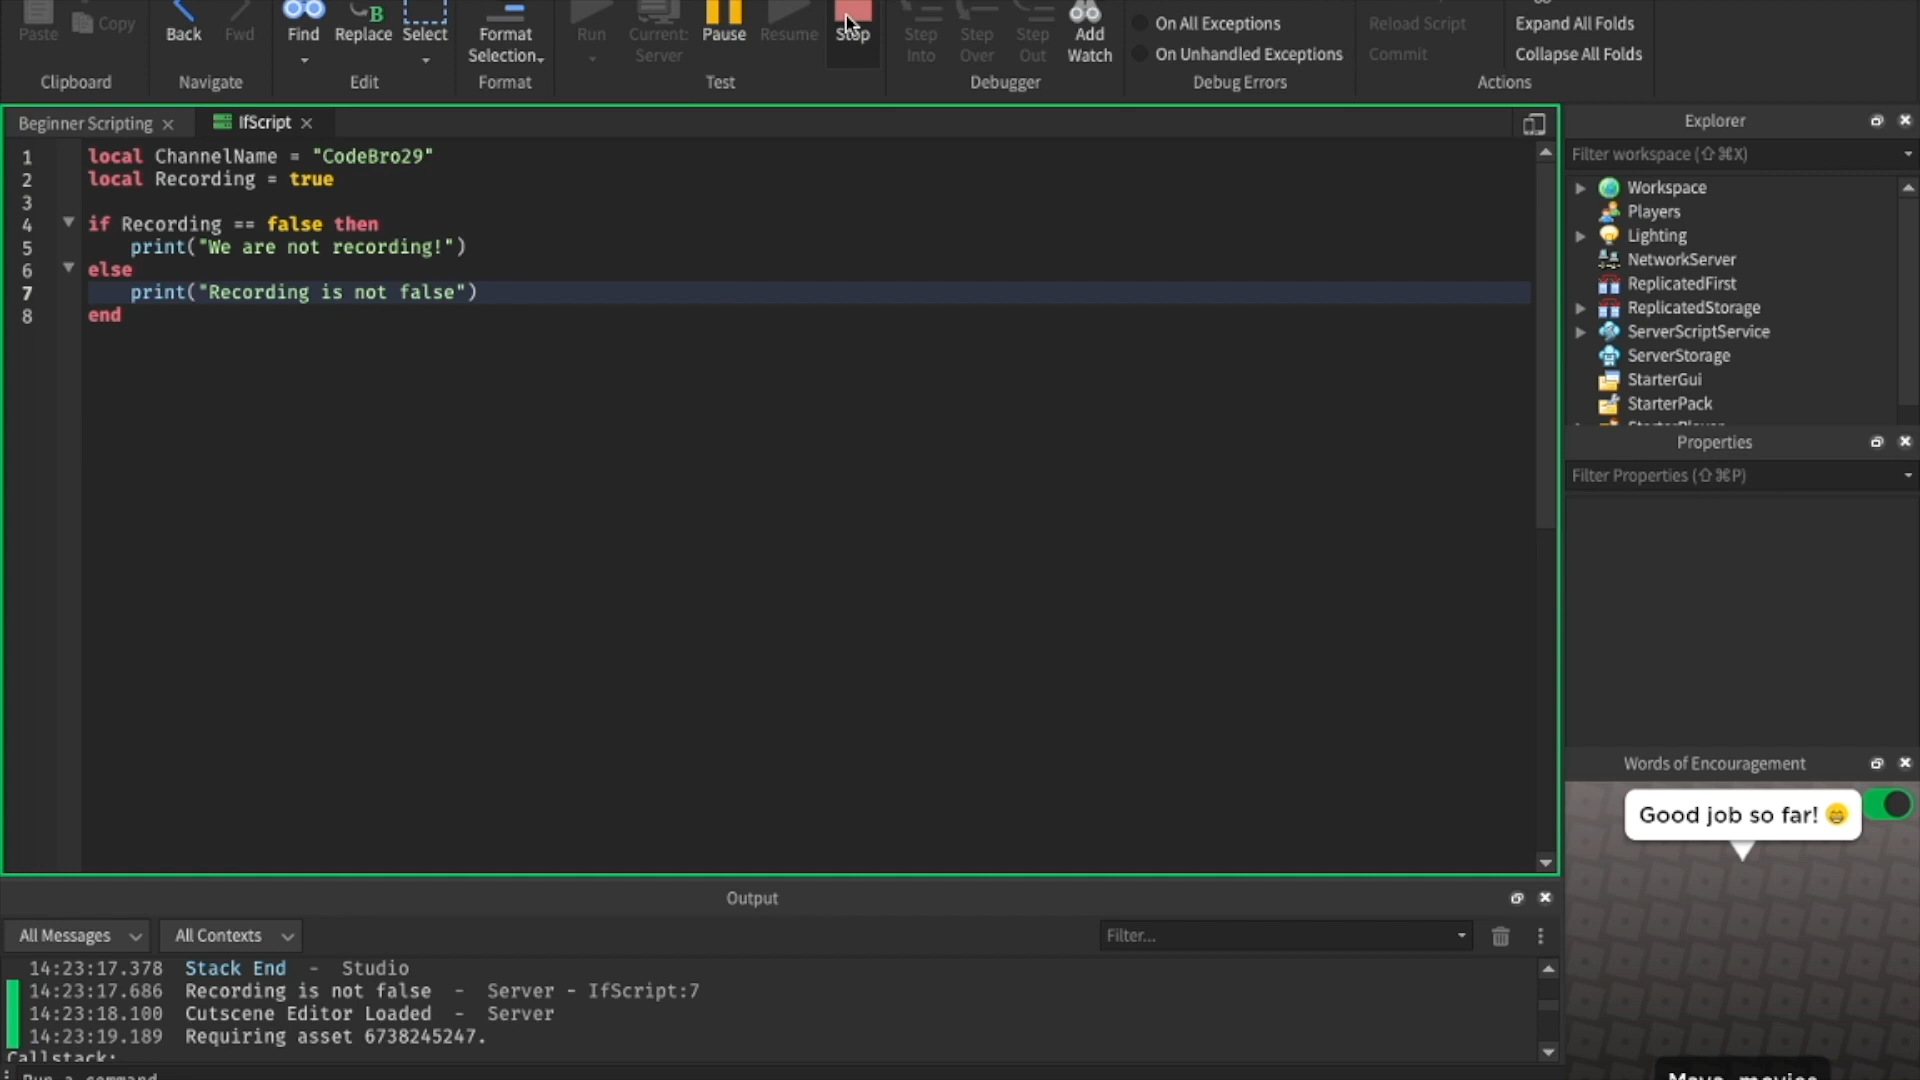 Paste
Copy
Clipboard
Back
Fwd
Navigate
Find
Replace
Select
Edit
Format
Selection
Format
Run
Current:
Server
Pause
Resume
Stop
Test
Step
Into
Step
Over
Step
Out
Add
Watch
Debugger
On All Exceptions
On Unhandled Exceptions
Debug Errors
Reload Script
Commit
Expand All Folds
Collapse All Folds
Actions
Beginner Scripting
IfScript
1 local ChannelName = "CodeBro29"
2 local Recording = true
3
4 if Recording == false then
5 print("We are not recording!")
6 else
7 print("Recording is not false")
8 end
Explorer
Filter workspace (⇧⌘X)
Workspace
Players
Lighting
NetworkServer
ReplicatedFirst
ReplicatedStorage
ServerScriptService
ServerStorage
StarterGui
StarterPack
Properties
Filter Properties (⇧⌘P)
Words of Encouragement
Good job so far! 😁
Output
All Messages
All Contexts
Filter...
14:23:17.378 Stack End - Studio
14:23:17.686 Recording is not false - Server - IfScript:7
14:23:18.100 Cutscene Editor Loaded - Server
14:23:19.189 Requiring asset 6738245247.
Callstack:
Run a command